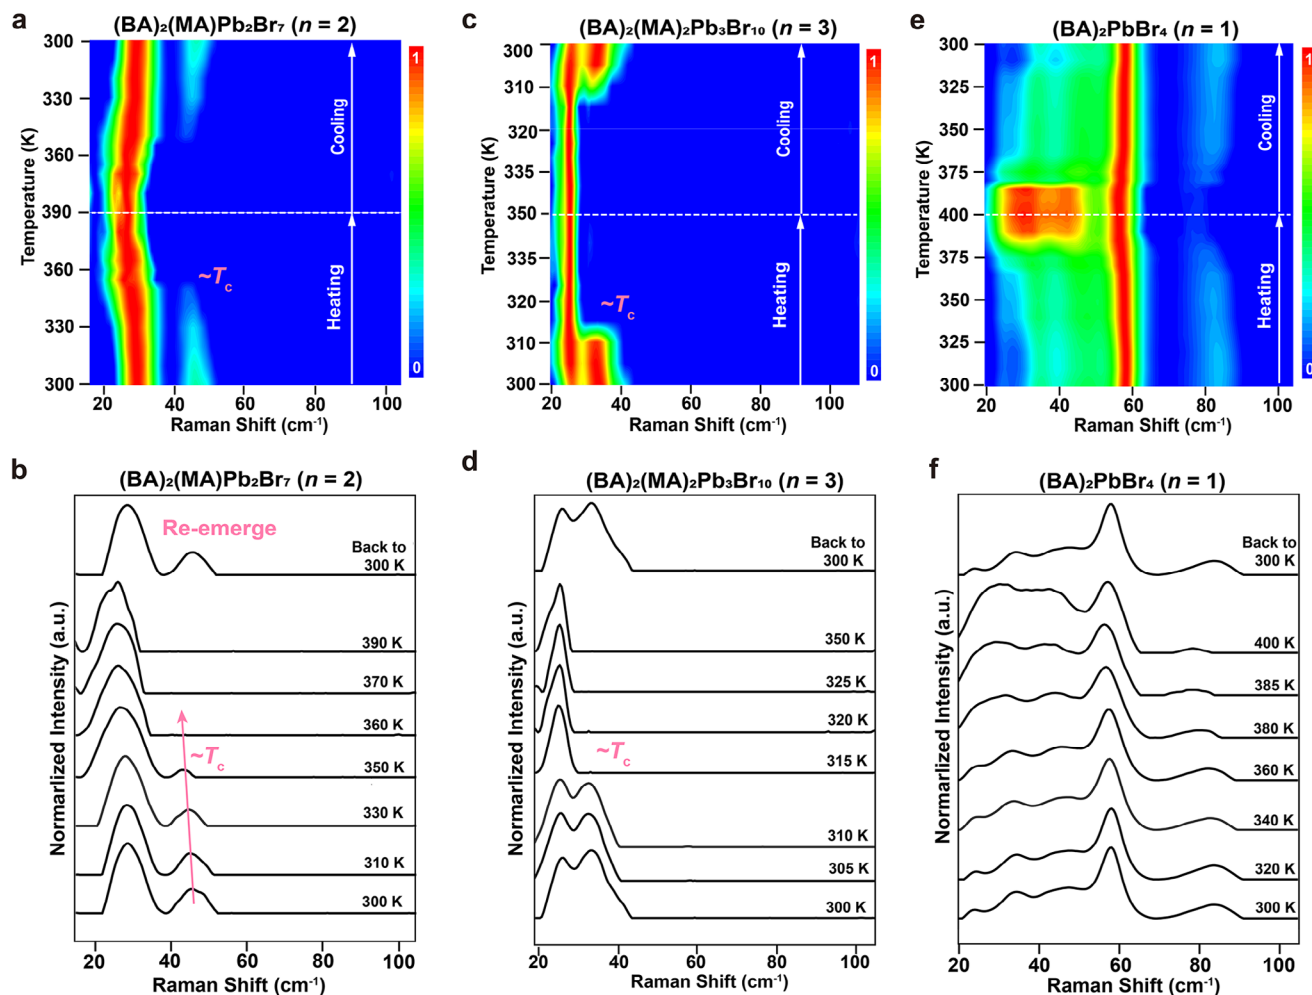 a
(BA)₂(MA)Pb₂Br₇ (n = 2)
300
330
360
390
360
330
300
Temperature (K)
Cooling
Heating
~Tc
1
0
20
40
60
80
100
Raman Shift (cm⁻¹)
c
(BA)₂(MA)₂Pb₃Br₁₀ (n = 3)
300
310
320
335
350
335
320
310
300
Temperature (K)
Cooling
Heating
~Tc
1
0
20
40
60
80
100
Raman Shift (cm⁻¹)
e
(BA)₂PbBr₄ (n = 1)
300
325
350
375
400
375
350
325
300
Temperature (K)
Cooling
Heating
1
0
20
40
60
80
100
Raman Shift (cm⁻¹)
b
(BA)₂(MA)Pb₂Br₇ (n = 2)
Normarlized Intensity (a.u.)
Re-emerge
Back to
300 K
390 K
370 K
360 K
~Tc
350 K
330 K
310 K
300 K
20
40
60
80
100
Raman Shift (cm⁻¹)
d
(BA)₂(MA)₂Pb₃Br₁₀ (n = 3)
Normarlized Intensity (a.u.)
Back to
300 K
350 K
325 K
320 K
~Tc
315 K
310 K
305 K
300 K
20
40
60
80
100
Raman Shift (cm⁻¹)
f
(BA)₂PbBr₄ (n = 1)
Normarlized Intensity (a.u.)
Back to
300 K
400 K
385 K
380 K
360 K
340 K
320 K
300 K
20
40
60
80
100
Raman Shift (cm⁻¹)